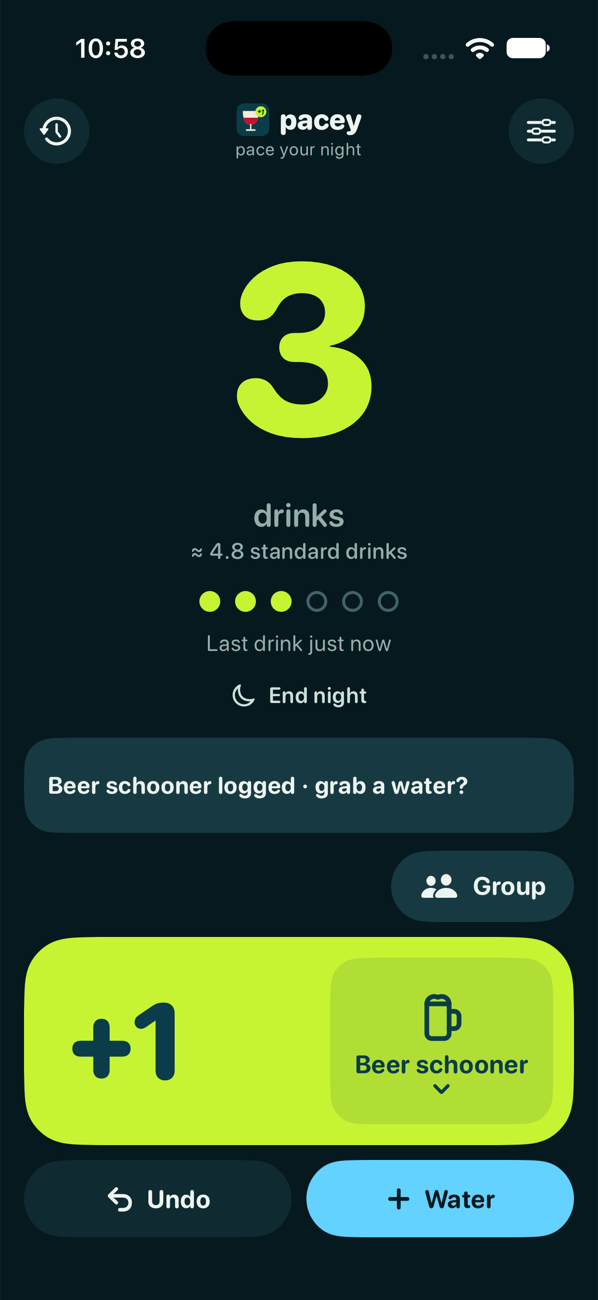 10:58
pacey
pace your night
3
drinks
≈ 4.8 standard drinks
Last drink just now
End night
Beer schooner logged · grab a water?
Group
+1
Beer schooner
Undo
+ Water